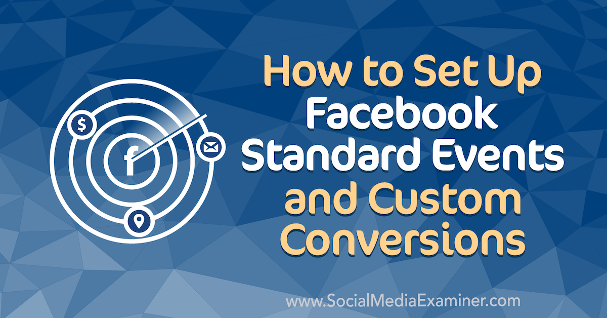 How to Set Up
Facebook
Standard Events
and Custom
Conversions
$
f
www.SocialMediaExaminer.com